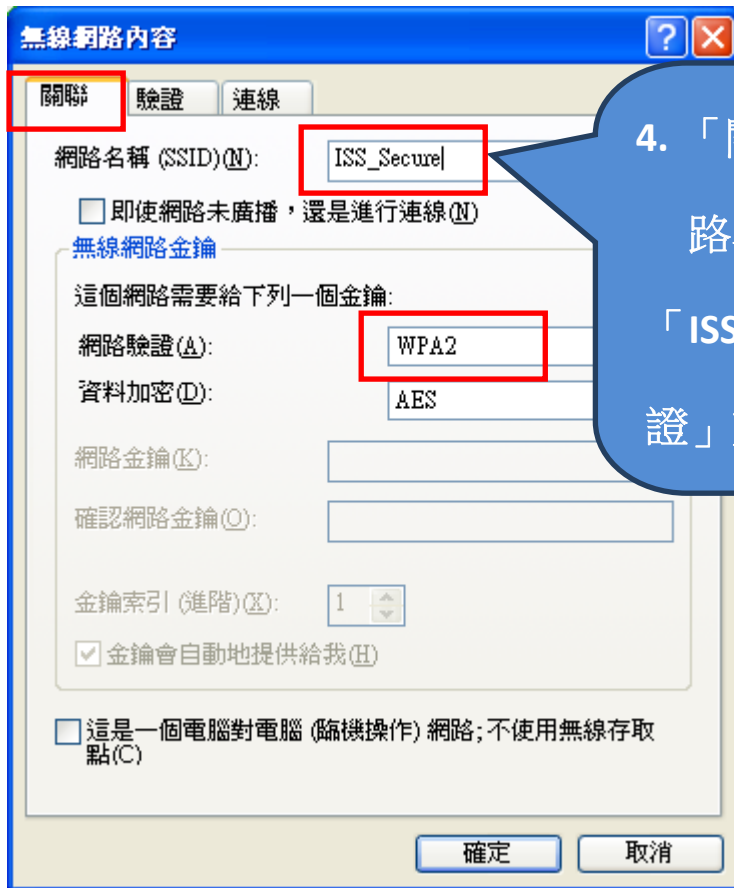 無線網路內容
關聯 驗證 連線
網路名稱 (SSID)(N): ISS_Secure
即使網路未廣播，還是進行連線(N)
無線網路金鑰
這個網路需要給下列一個金鑰:
網路驗證(A): WPA2
資料加密(D): AES
網路金鑰(K):
確認網路金鑰(O):
金鑰索引 (進階)(X): 1
金鑰會自動地提供給我(H)
這是一個電腦對電腦 (臨機操作) 網路;不使用無線存取
點(C)
確定 取消
4. 「
路
「ISS
證」